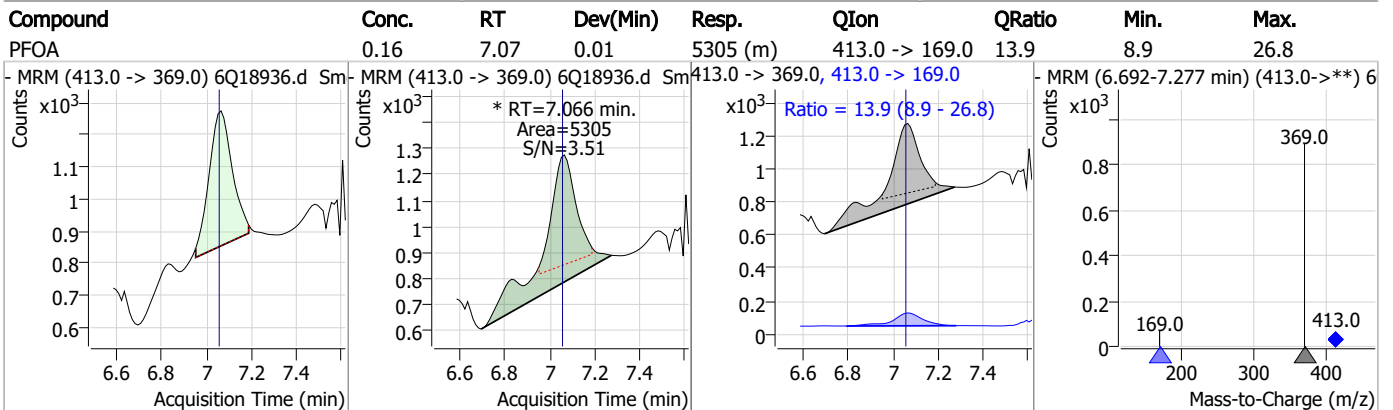 Compound Conc. RT Dev(Min) Resp. QIon QRatio Min. Max.
PFOA 0.16 7.07 0.01 5305 (m) 413.0 -> 169.0 13.9 8.9 26.8
- MRM (413.0 -> 369.0) 6Q18936.d Sm
Counts
x10³
1.1
1
0.9
0.8
0.7
0.6
6.6 6.8 7 7.2 7.4
Acquisition Time (min)
- MRM (413.0 -> 369.0) 6Q18936.d Sm
Counts
x10³
* RT=7.066 min.
Area=5305
S/N=3.51
1.3
1.2
1.1
1
0.9
0.8
0.7
0.6
6.6 6.8 7 7.2 7.4
Acquisition Time (min)
413.0 -> 369.0, 413.0 -> 169.0
Counts
x10³
Ratio = 13.9 (8.9 - 26.8)
1.2
1
0.8
0.6
0.4
0.2
0
6.6 6.8 7 7.2 7.4
Acquisition Time (min)
- MRM (6.692-7.277 min) (413.0->**) 6
Counts
x10³
369.0
0.8
0.6
0.4
0.2
0
169.0
413.0
200 300 400
Mass-to-Charge (m/z)